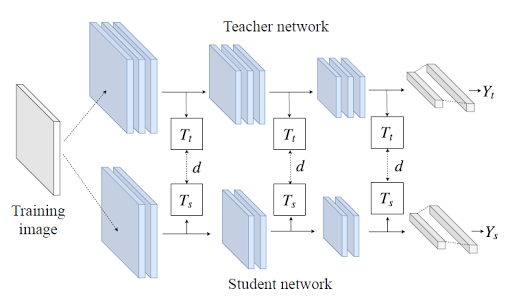 Teacher network
Y_t
T_t
T_t
T_t
d
d
d
T_s
T_s
T_s
Training
image
Y_s
Student network